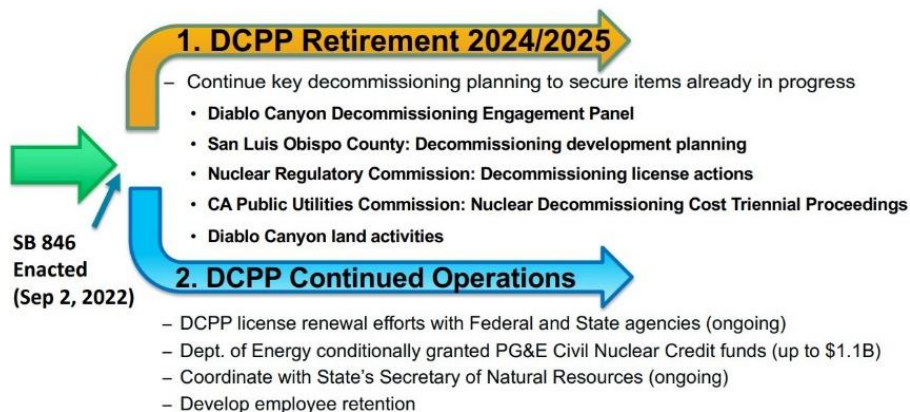 1. DCPP Retirement 2024/2025
– Continue key decommissioning planning to secure items already in progress
• Diablo Canyon Decommissioning Engagement Panel
• San Luis Obispo County: Decommissioning development planning
• Nuclear Regulatory Commission: Decommissioning license actions
• CA Public Utilities Commission: Nuclear Decommissioning Cost Triennial Proceedings
• Diablo Canyon land activities
SB 846
Enacted
(Sep 2, 2022)
2. DCPP Continued Operations
– DCPP license renewal efforts with Federal and State agencies (ongoing)
– Dept. of Energy conditionally granted PG&E Civil Nuclear Credit funds (up to $1.1B)
– Coordinate with State’s Secretary of Natural Resources (ongoing)
– Develop employee retention